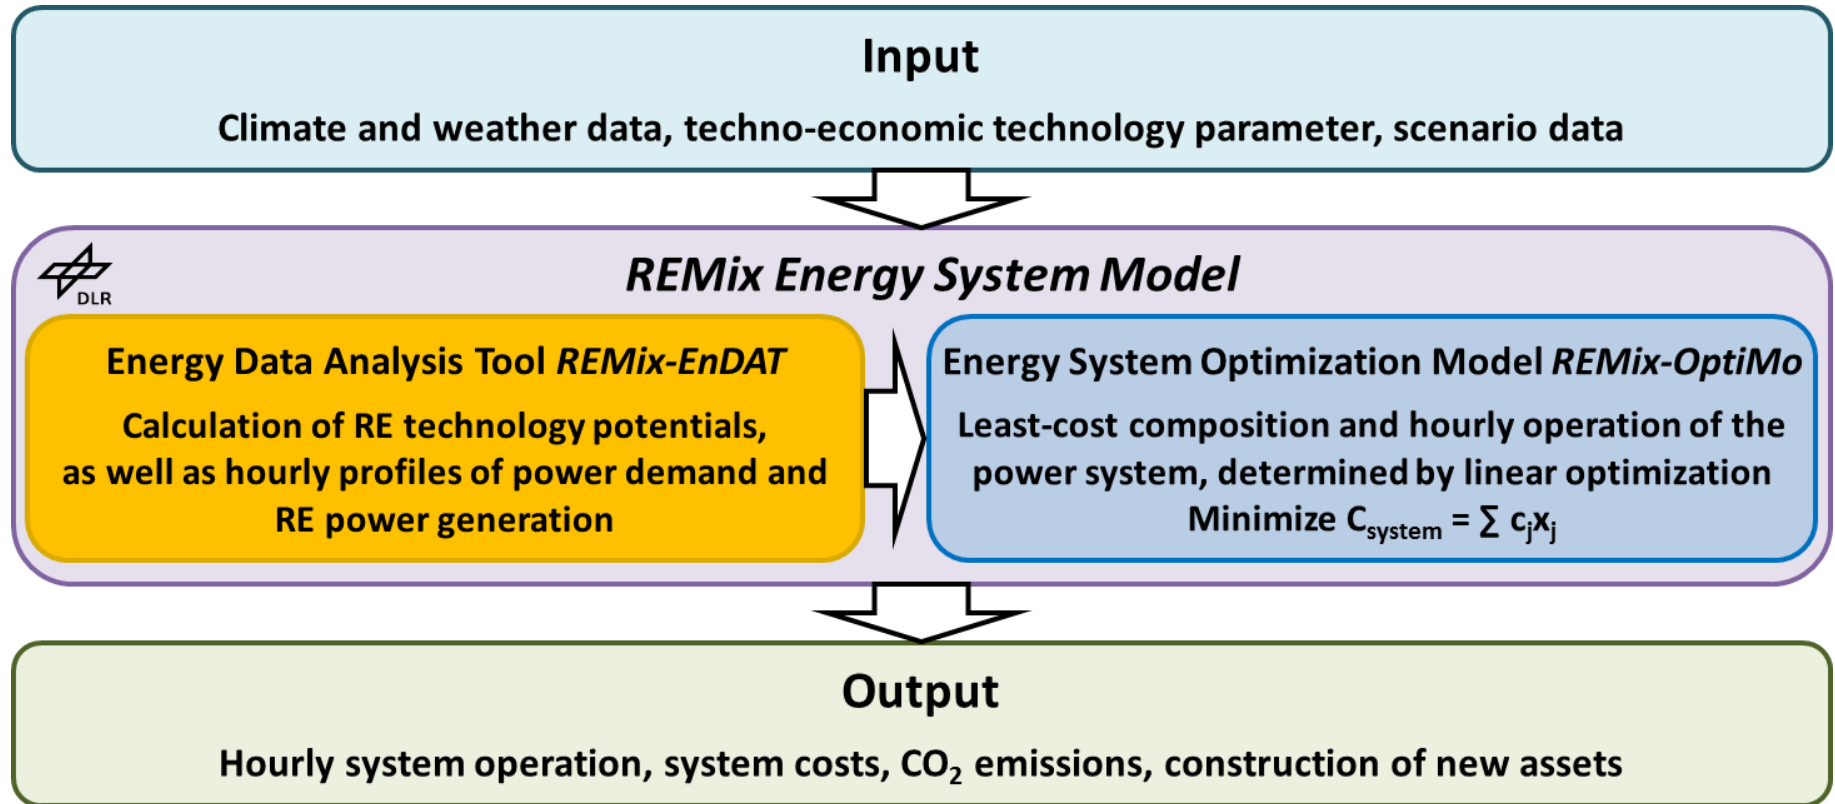 Input
Climate and weather data, techno-economic technology parameter, scenario data
DLR
REMix Energy System Model
Energy Data Analysis Tool REMix-EnDAT
Calculation of RE technology potentials,
as well as hourly profiles of power demand and
RE power generation
Energy System Optimization Model REMix-OptiMo
Least-cost composition and hourly operation of the
power system, determined by linear optimization
Minimize Csystem = ∑ cjxj
Output
Hourly system operation, system costs, CO2 emissions, construction of new assets